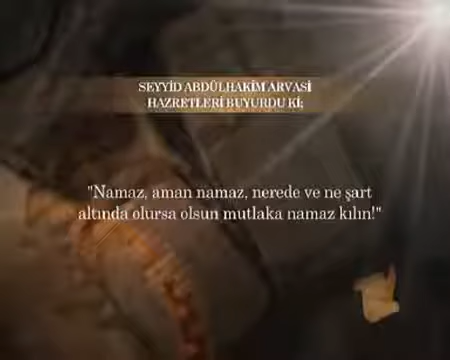 SEYYİD ABDÜLHAKİM ARVASİ
HAZRETLERİ BUYURDU Kİ;
"Namaz, aman namaz, nerede ve ne şart
altında olursa olsun mutlaka namaz kılın!"